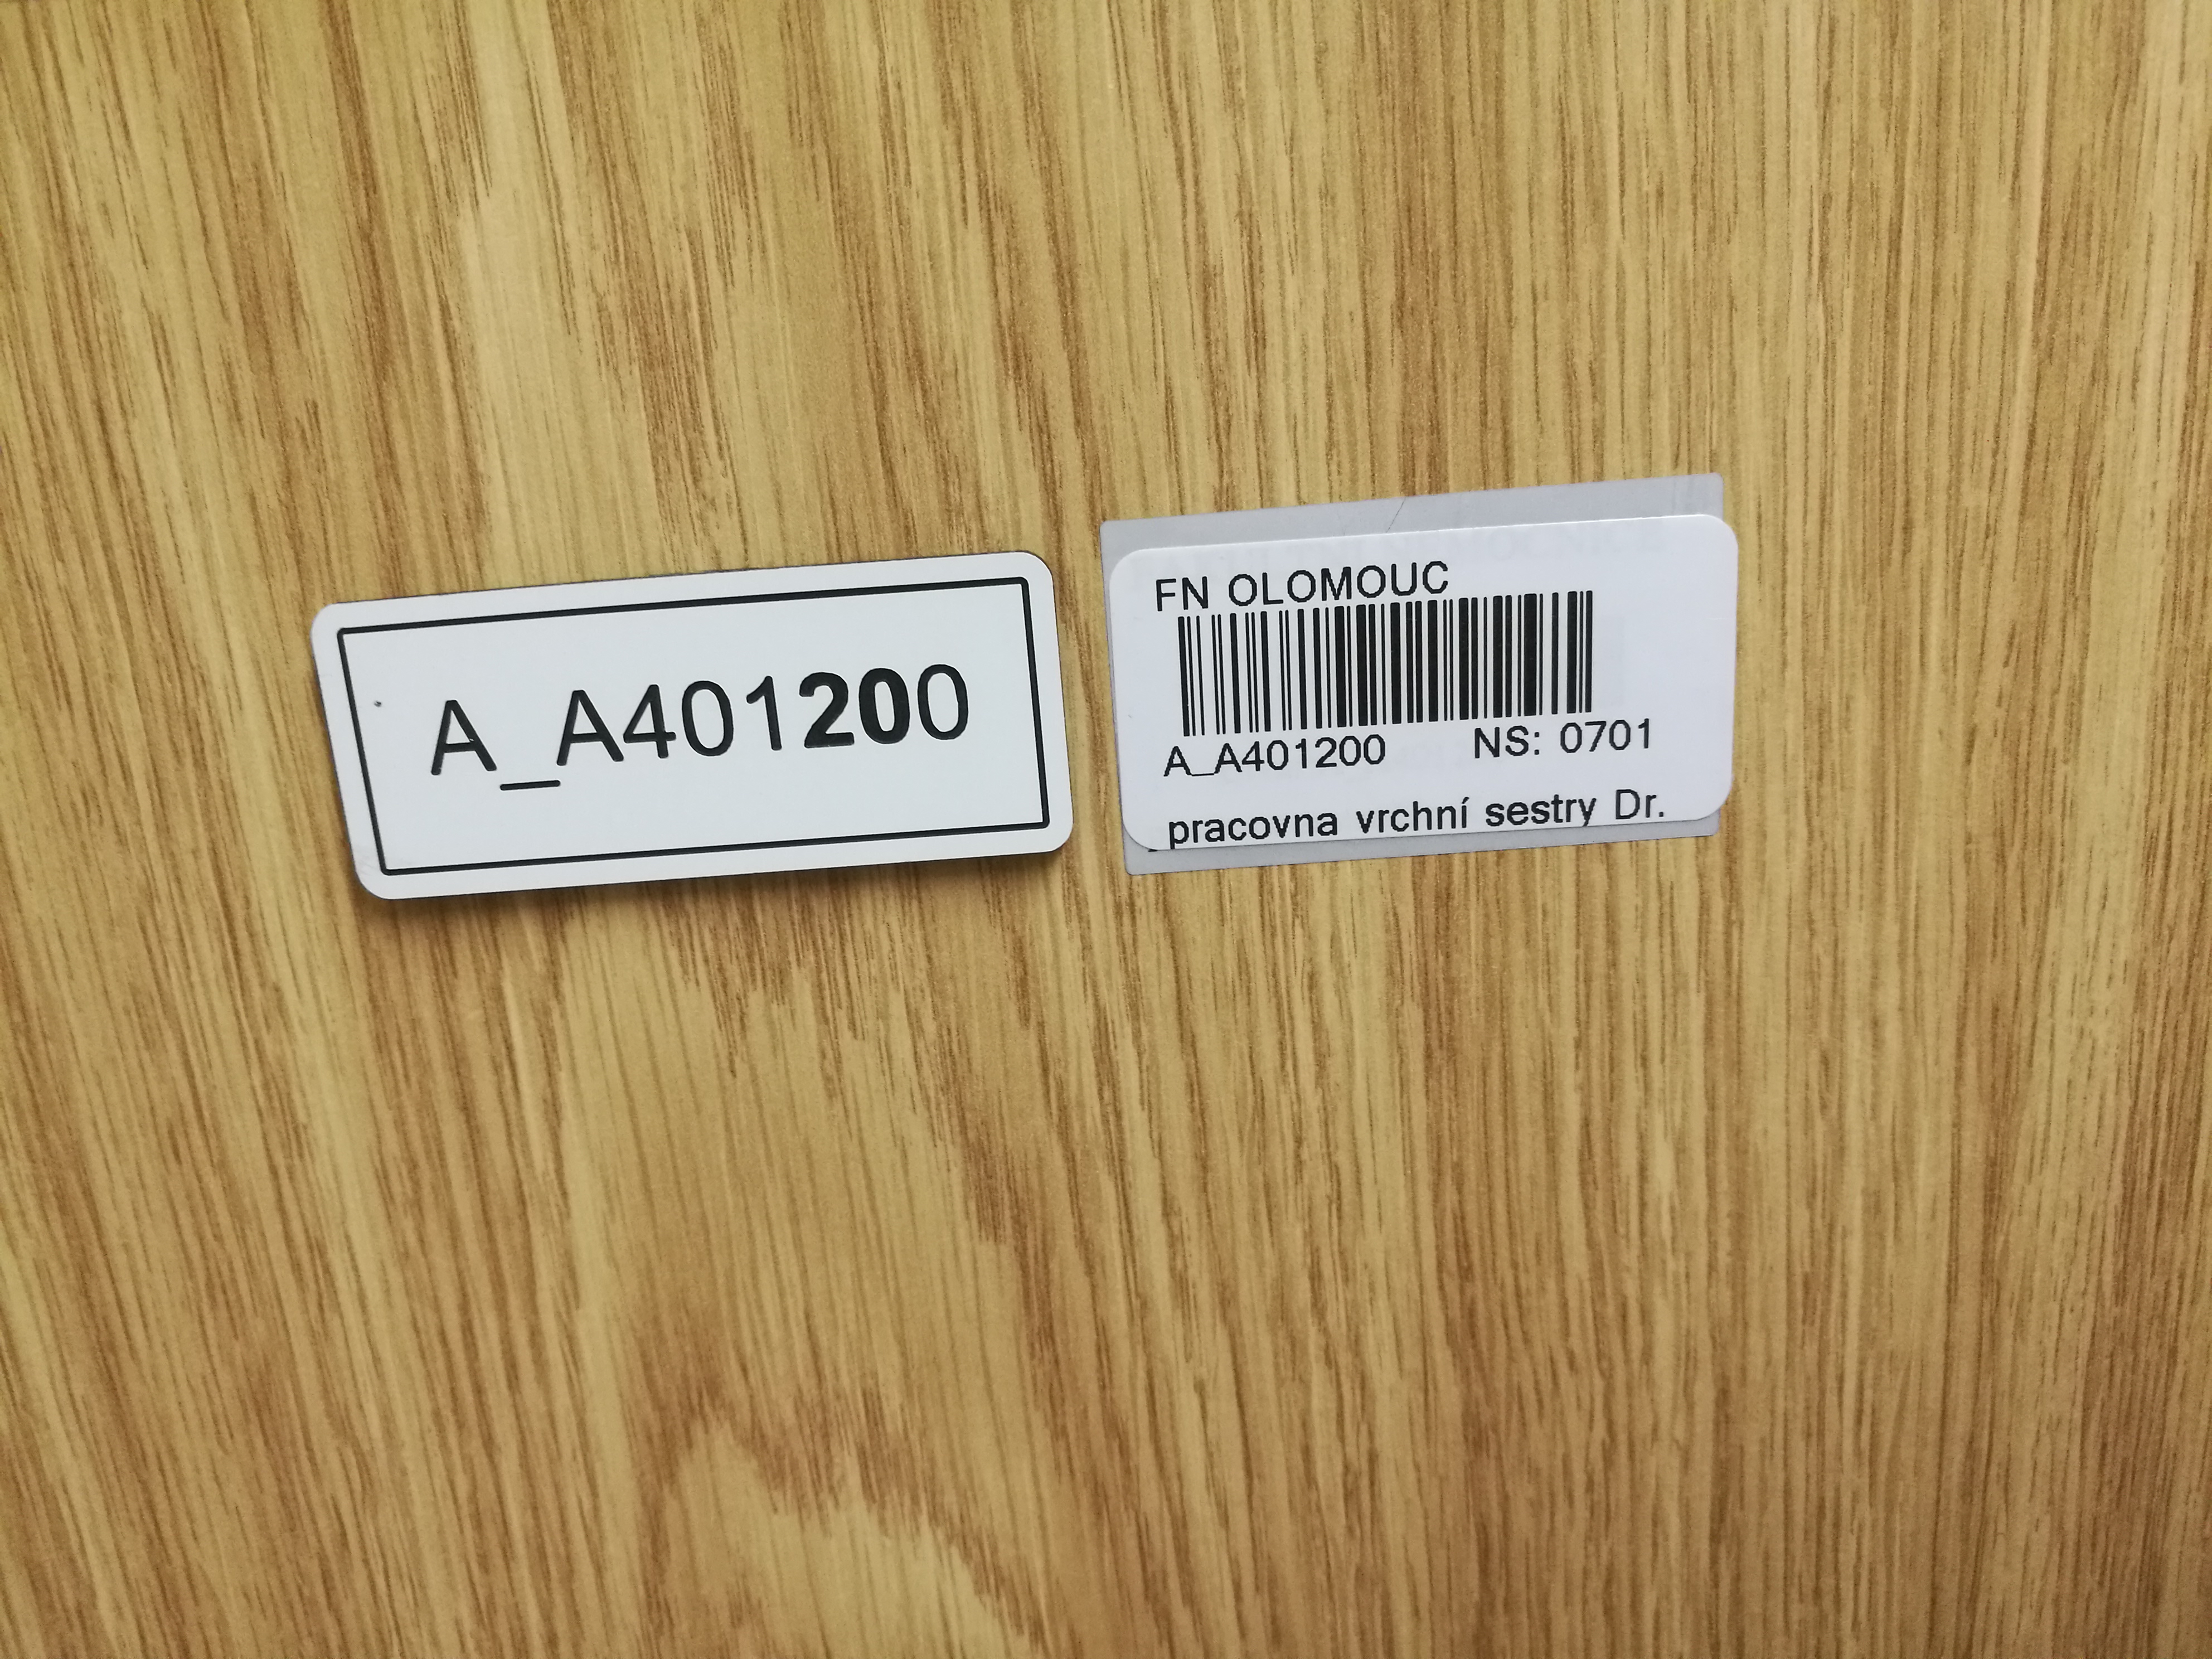 A_A401200
FN OLOMOUC
A_A401200 NS: 0701
pracovna vrchní sestry Dr.